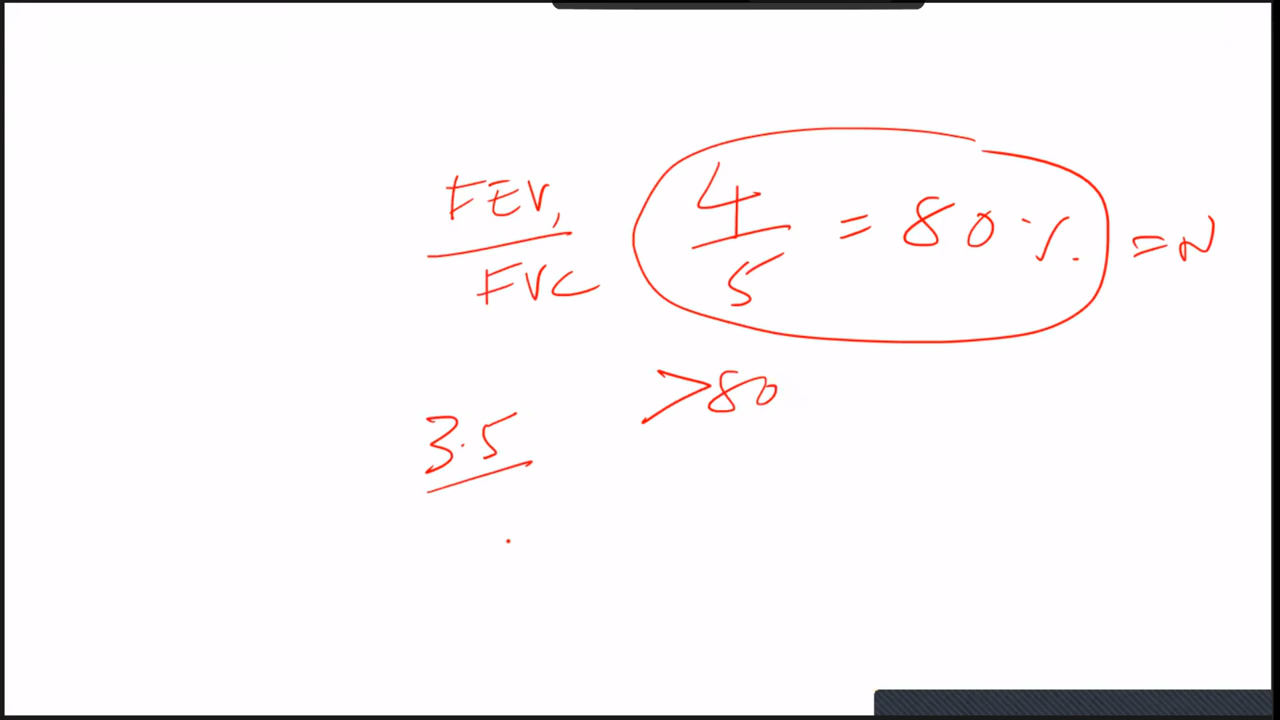 FEV₁/FVC 4/5 = 80% = N
>80
3.5